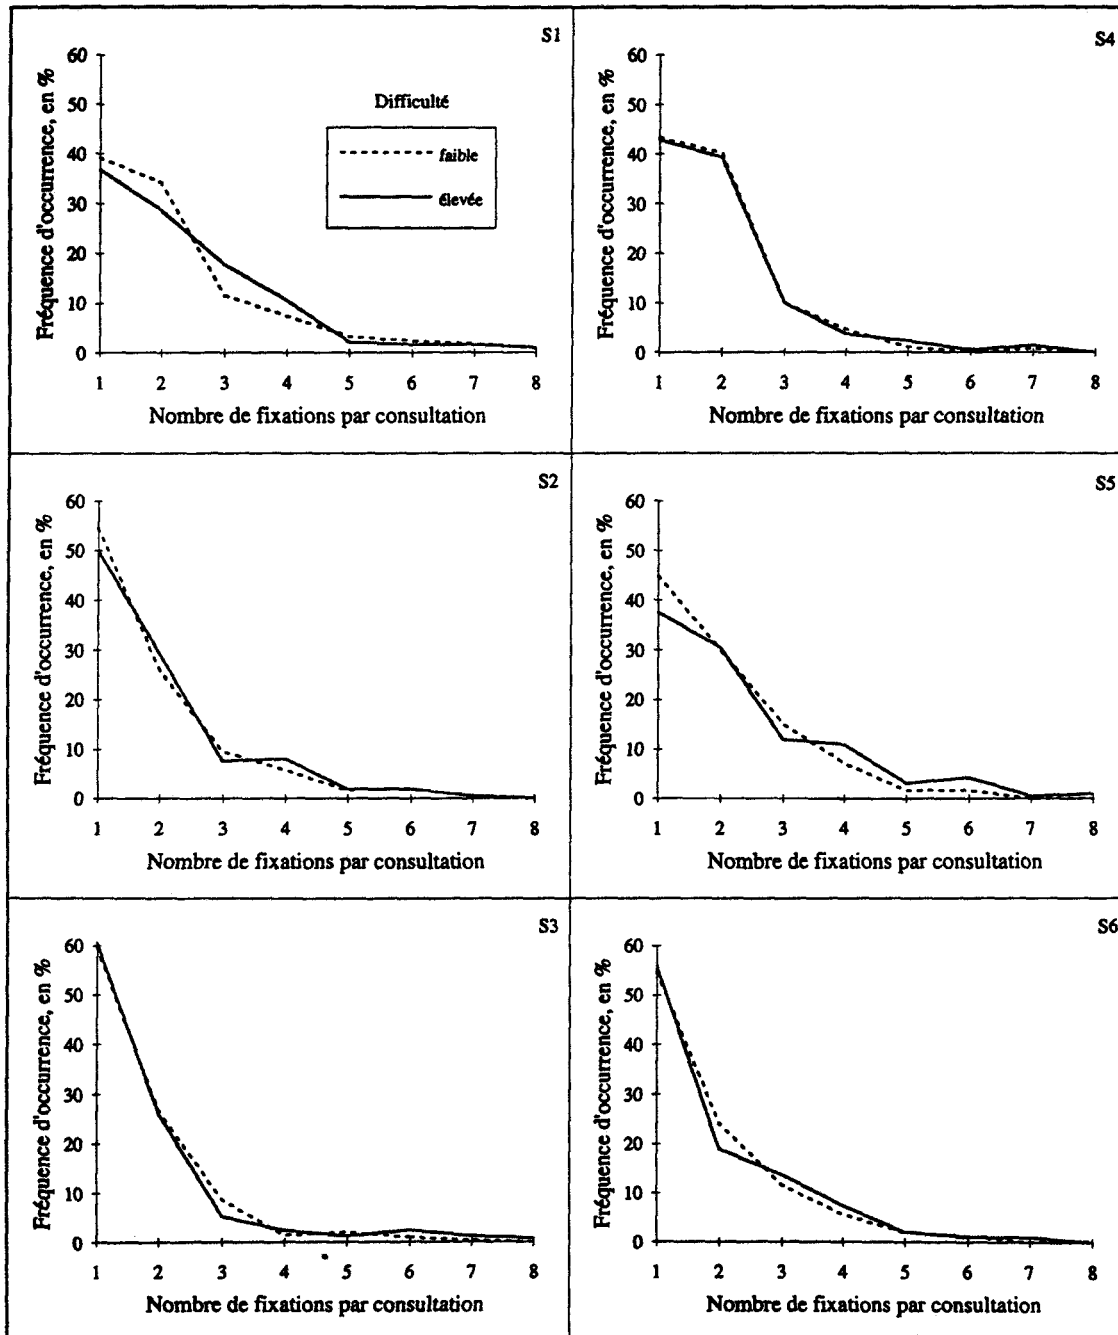 S1
Fréquence d'occurrence, en %
60
50
40
30
20
10
0
Difficulté
faible
élevée
1 2 3 4 5 6 7 8
Nombre de fixations par consultation
S4
Fréquence d'occurrence, en %
60
50
40
30
20
10
0
1 2 3 4 5 6 7 8
Nombre de fixations par consultation
S2
Fréquence d'occurrence, en %
60
50
40
30
20
10
0
1 2 3 4 5 6 7 8
Nombre de fixations par consultation
S5
Fréquence d'occurrence, en %
60
50
40
30
20
10
0
1 2 3 4 5 6 7 8
Nombre de fixations par consultation
S3
Fréquence d'occurrence, en %
60
50
40
30
20
10
0
1 2 3 4 5 6 7 8
Nombre de fixations par consultation
S6
Fréquence d'occurrence, en %
60
50
40
30
20
10
0
1 2 3 4 5 6 7 8
Nombre de fixations par consultation